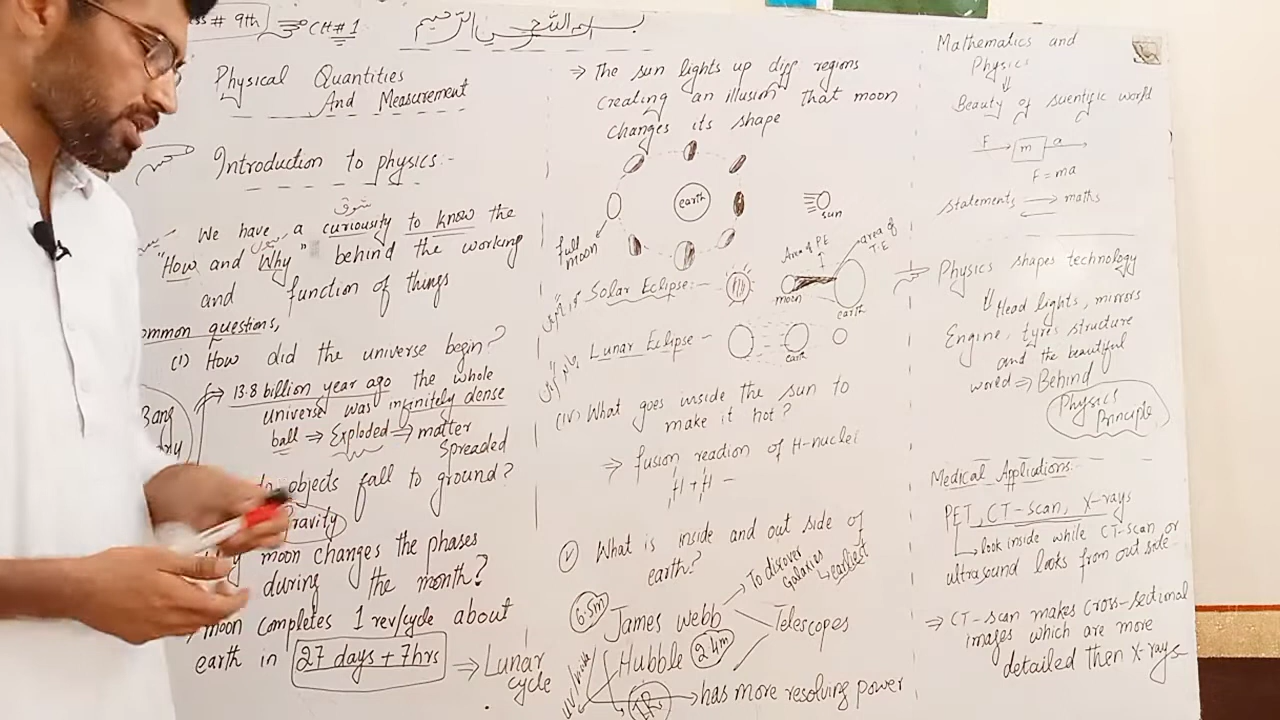 ss # 9th
CH # 1
بسم الله الرحمن الرحيم
Physical Quantities
And Measurement
Introduction to physics:-
شوق
We have a curiousity to know the
"How and Why" behind the working
and function of things
ommon questions,
(i) How did the universe begin?
⇒ 13.8 billion year ago the whole
universe was infinitely dense
ball ⇒ Exploded ⇒ matter
Spreaded
Bang
objects fall to ground?
ravity
moon changes the phases
during the month?
moon completes 1 rev/cycle about
earth in 27 days + 7hrs ⇒ Lunar
cycle
⇒ The sun lights up diff regions
creating an illusion that moon
changes its shape
earth
sun
full
moon
Area of P.E
area of
T.E
Solar Eclipse:-
moon
earth
Lunar Eclipse -
earth
(iv) What goes inside the sun to
make it hot?
⇒ fusion reaction of H-nuclei
H + H -
(v) What is inside and out side of
earth?
To discover
Galaxies
earliest
6.5m
James webb
Telescopes
Hubble 2.4m
UV/visible
IR → has more resolving power
Mathematics and
Physics
⇓
Beauty of scientific world
F → m a →
F = ma
statements → maths
Physics shapes technology
Head lights, mirrors
Engine, tyres structure
and the beautiful
world ⇒ Behind
Physics
Principle
Medical Applications:-
PET, CT-scan, X-rays
look inside while CT-scan or
ultrasound looks from out side
⇒ CT-scan makes cross-sectional
images which are more
detailed then X-rays